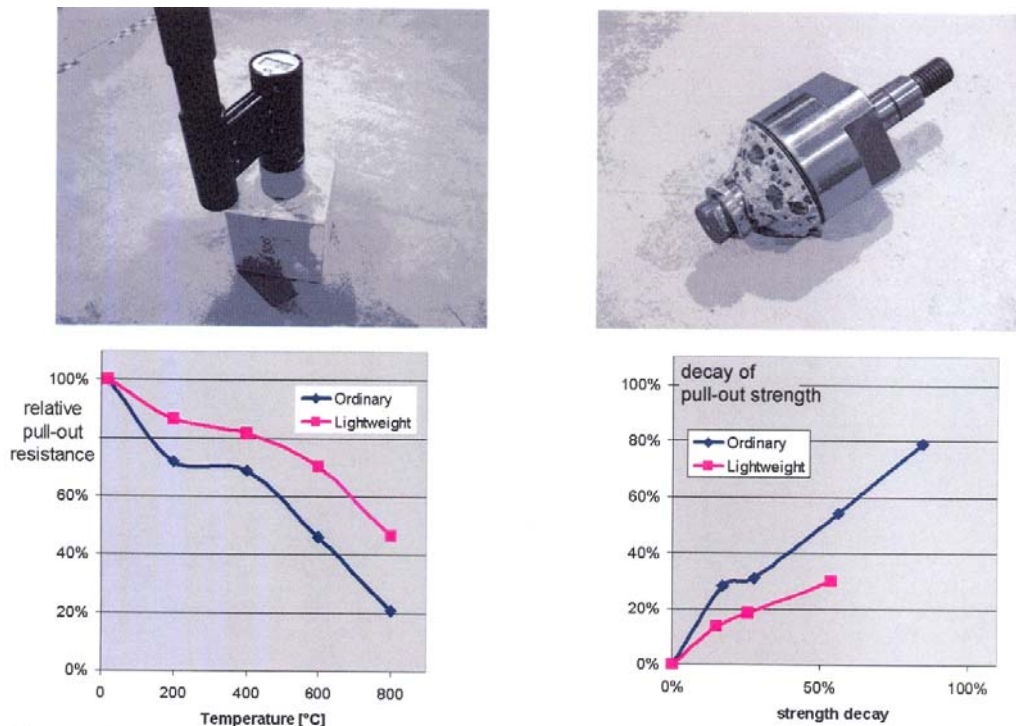 100%
relative
pull-out
resistance
60%
40%
20%
0%
0
200
400
600
800
Temperature [°C]
Ordinary
Lightweight
decay of
pull-out strength
100%
80%
60%
40%
20%
0%
0%
50%
100%
strength decay
Ordinary
Lightweight